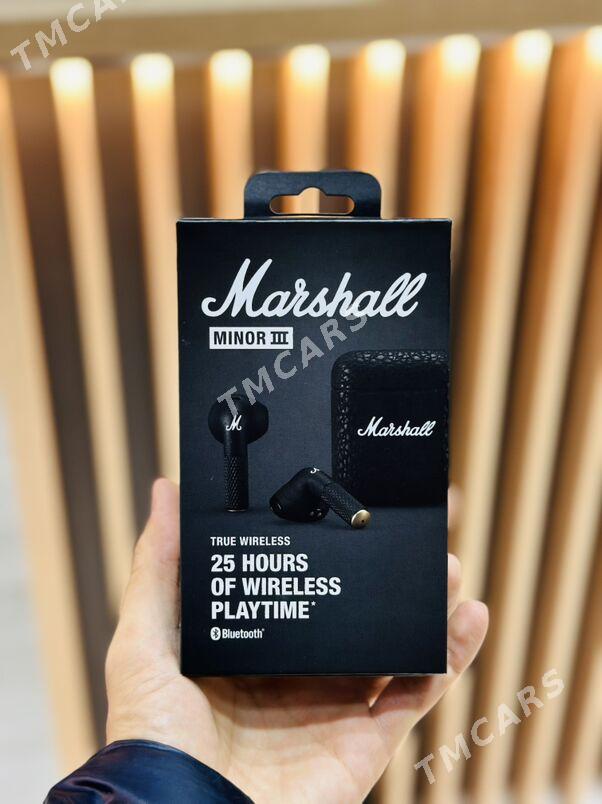 TMCARS
Marshall
MINOR III
TMCARS
Marshall
M
TRUE WIRELESS
25 HOURS
OF WIRELESS
PLAYTIME*
Bluetooth®
TMCARS